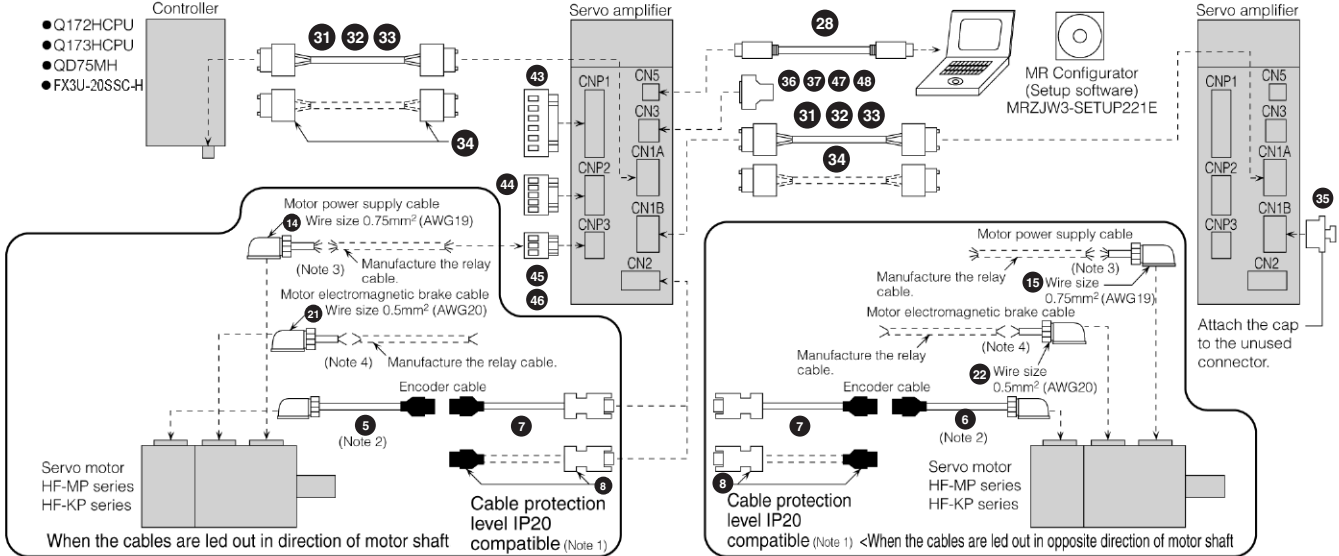 Controller
● Q172HCPU
● Q173HCPU
● QD75MH
● FX3U-20SSC-H
31 32 33
34
Servo amplifier
43
CNP1
CN5
CN3
CN1A
CNP2
44
CN1B
CNP3
CN2
45
46
28
36 37 47 48
31 32 33
34
MR Configurator
(Setup software)
MRZJW3-SETUP221E
Servo amplifier
CNP1
CN5
CN3
CN1A
CNP2
CN1B
CNP3
CN2
35
Attach the cap
to the unused
connector.
Motor power supply cable
14 Wire size 0.75mm² (AWG19)
(Note 3)
Manufacture the relay
cable.
Motor electromagnetic brake cable
21 Wire size 0.5mm² (AWG20)
(Note 4)
Manufacture the relay cable.
Encoder cable
5
(Note 2)
7
8
Servo motor
HF-MP series
HF-KP series
Cable protection
level IP20
compatible (Note 1)
When the cables are led out in direction of motor shaft
Motor power supply cable
(Note 3)
Manufacture the relay
cable.
15 Wire size
0.75mm² (AWG19)
Motor electromagnetic brake cable
(Note 4)
Manufacture the relay
cable.
22 Wire size
0.5mm² (AWG20)
Encoder cable
7
6
(Note 2)
8
Cable protection
level IP20
compatible (Note 1)
Servo motor
HF-MP series
HF-KP series
<When the cables are led out in opposite direction of motor shaft